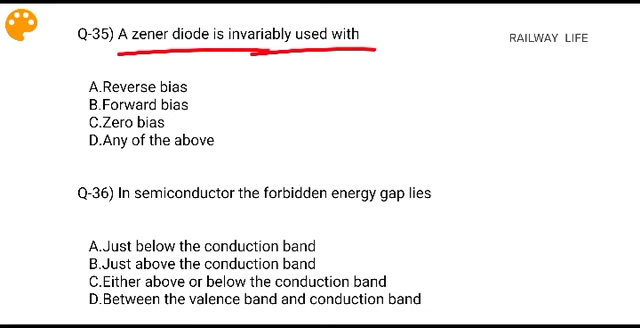 Q-35) A zener diode is invariably used with
RAILWAY LIFE
A.Reverse bias
B.Forward bias
C.Zero bias
D.Any of the above
Q-36) In semiconductor the forbidden energy gap lies
A.Just below the conduction band
B.Just above the conduction band
C.Either above or below the conduction band
D.Between the valence band and conduction band